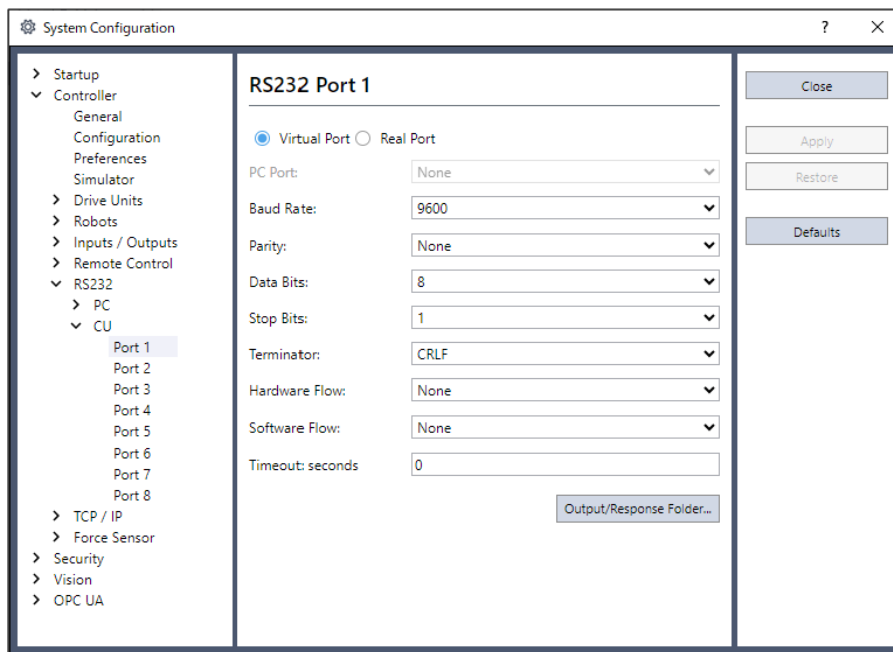 System Configuration
?
Startup
Controller
General
Configuration
Preferences
Simulator
Drive Units
Robots
Inputs / Outputs
Remote Control
RS232
PC
CU
Port 1
Port 2
Port 3
Port 4
Port 5
Port 6
Port 7
Port 8
TCP / IP
Force Sensor
Security
Vision
OPC UA
RS232 Port 1
Virtual Port Real Port
PC Port: None
Baud Rate: 9600
Parity: None
Data Bits: 8
Stop Bits: 1
Terminator: CRLF
Hardware Flow: None
Software Flow: None
Timeout: seconds 0
Output/Response Folder...
Close
Apply
Restore
Defaults